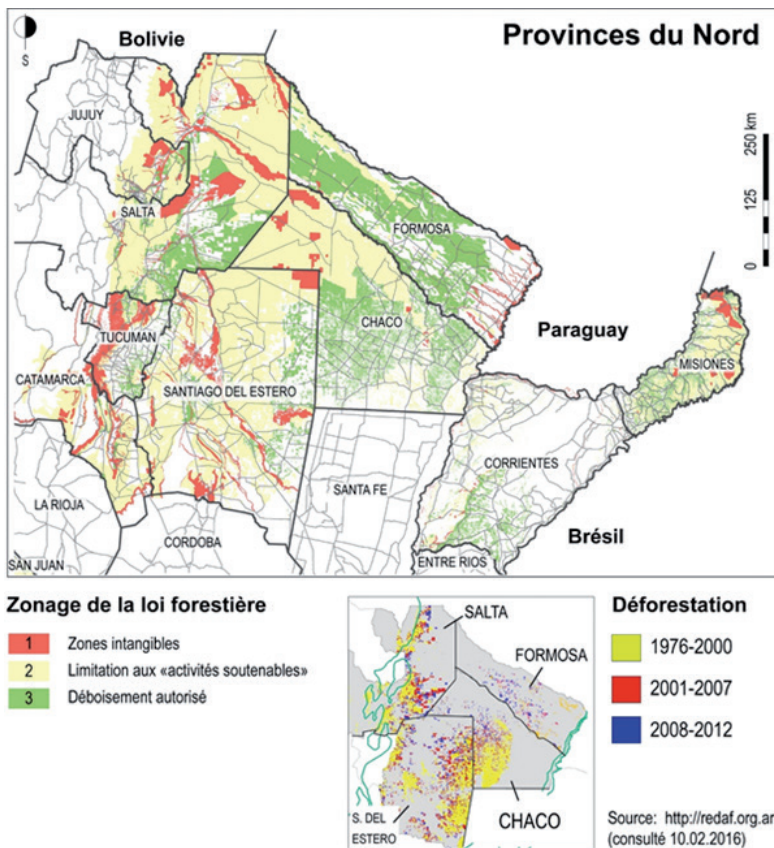 Provinces du Nord
Bolivie
S
JUJUY
SALTA
FORMOSA
CHACO
TUCUMAN
CATAMARCA
SANTIAGO DEL ESTERO
Paraguay
MISIONES
CORRIENTES
SANTA FE
LA RIOJA
CORDOBA
Brésil
SAN JUAN
ENTRE RIOS
250 km
125
0
Zonage de la loi forestière
1 Zones intangibles
2 Limitation aux «activités soutenables»
3 Déboisement autorisé
SALTA
FORMOSA
S. DEL
ESTERO
CHACO
Déforestation
1976-2000
2001-2007
2008-2012
Source: http://redaf.org.ar
(consulté 10.02.2016)